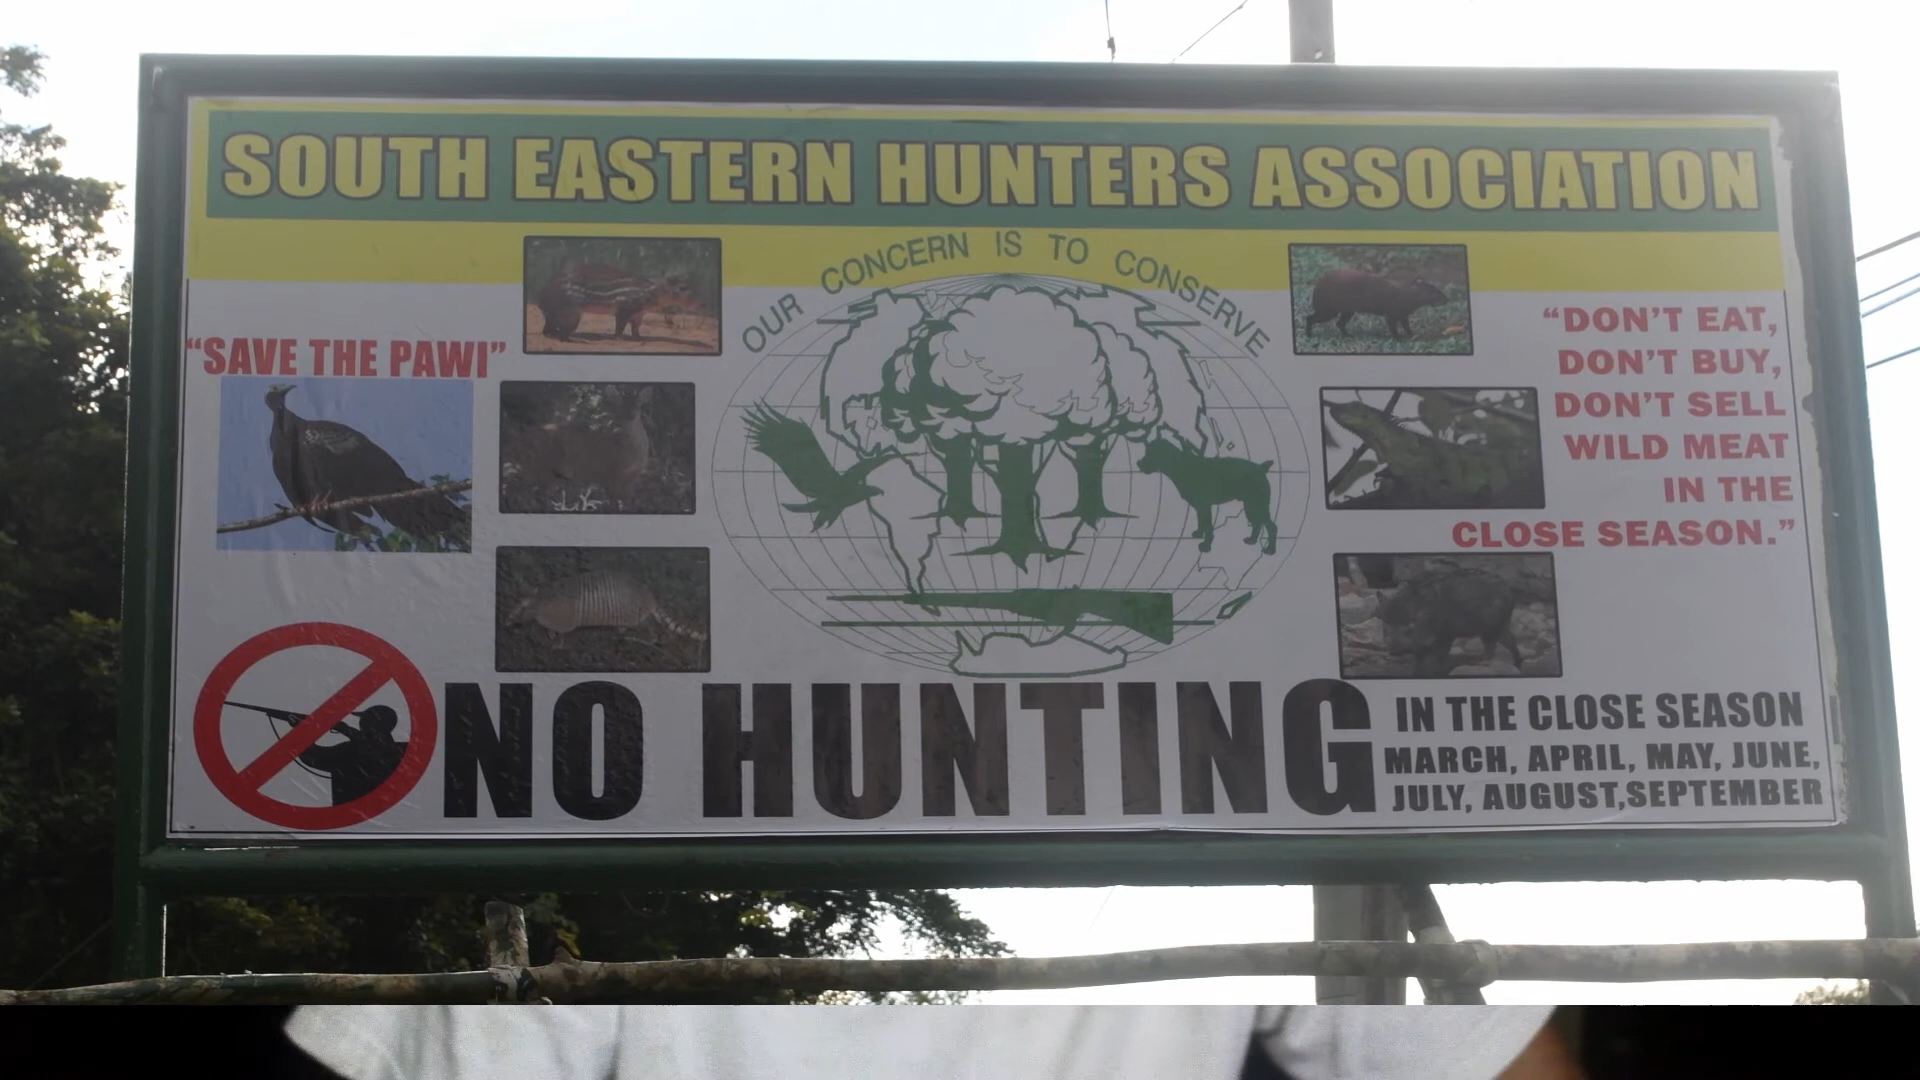 SOUTH EASTERN HUNTERS ASSOCIATION
OUR CONCERN IS TO CONSERVE
"SAVE THE PAWI"
"DON'T EAT,
DON'T BUY,
DON'T SELL
WILD MEAT
IN THE
CLOSE SEASON."
NO HUNTING
IN THE CLOSE SEASON
MARCH, APRIL, MAY, JUNE,
JULY, AUGUST,SEPTEMBER